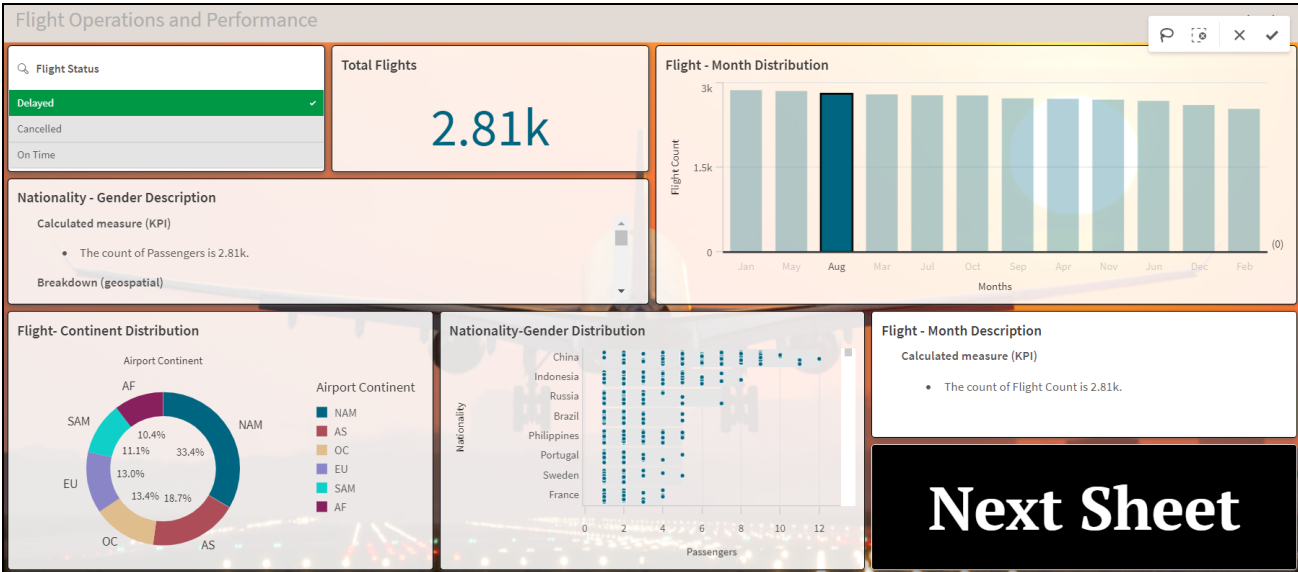 Flight Operations and Performance
Flight Status
Delayed
Cancelled
On Time
Total Flights
2.81k
Flight - Month Distribution
3k
1.5k
0
Flight Count
(0)
Jan May Aug Mar Jul Oct Sep Apr Nov Jun Dec Feb
Months
Nationality - Gender Description
Calculated measure (KPI)
• The count of Passengers is 2.81k.
Breakdown (geospatial)
Flight- Continent Distribution
Airport Continent
AF
SAM
NAM
EU
OC
AS
10.4%
11.1%
33.4%
13.0%
13.4% 18.7%
Airport Continent
NAM
AS
OC
EU
SAM
AF
Nationality-Gender Distribution
Nationality
China
Indonesia
Russia
Brazil
Philippines
Portugal
Sweden
France
0 2 4 6 8 10 12
Passengers
Flight - Month Description
Calculated measure (KPI)
• The count of Flight Count is 2.81k.
Next Sheet